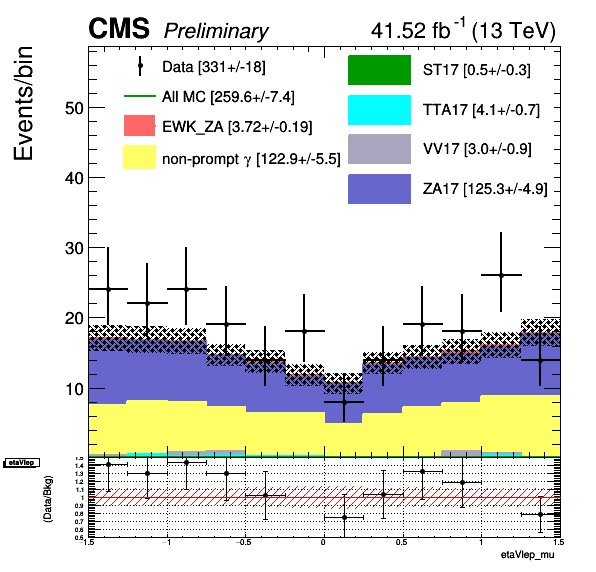 CMS Preliminary 41.52 fb⁻¹ (13 TeV)
Events/bin
Data [331+/-18]
All MC [259.6+/-7.4]
EWK_ZA [3.72+/-0.19]
non-prompt γ [122.9+/-5.5]
ST17 [0.5+/-0.3]
TTA17 [4.1+/-0.7]
VV17 [3.0+/-0.9]
ZA17 [125.3+/-4.9]
50
40
30
20
10
etaVlep
(Data/Bkg)
1.5
1.4
1.3
1.2
1.1
1
0.9
0.8
0.7
0.6
0.5
1.5 −1 −0.5 0 0.5 1 1.5
etaVlep_mu